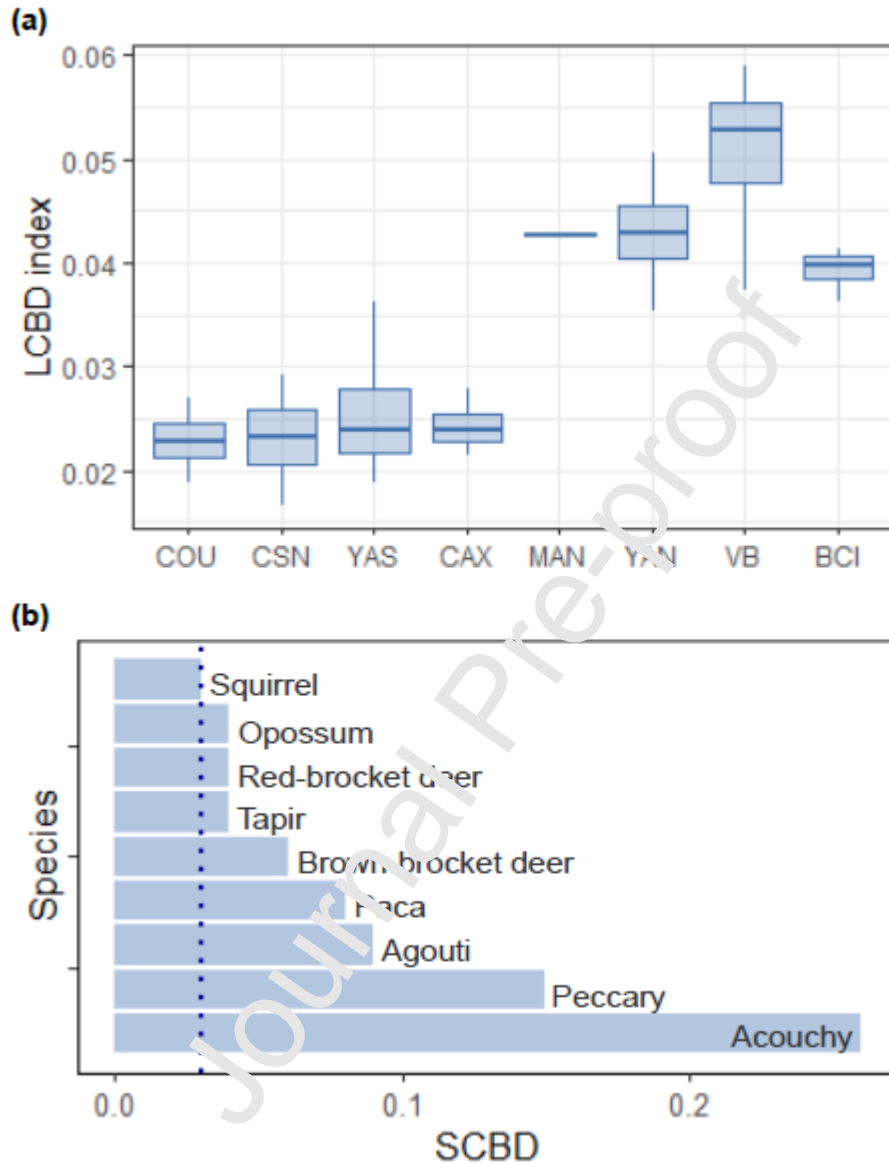 (a)
0.06
0.05
0.04
0.03
0.02
LCBD index
COU CSN YAS CAX MAN YAN VB BCI
(b)
Squirrel
Opossum
Red-brocket deer
Tapir
Brown-brocket deer
Paca
Agouti
Peccary
Acouchy
Species
0.0 0.1 0.2
SCBD
Journal Pre-proof